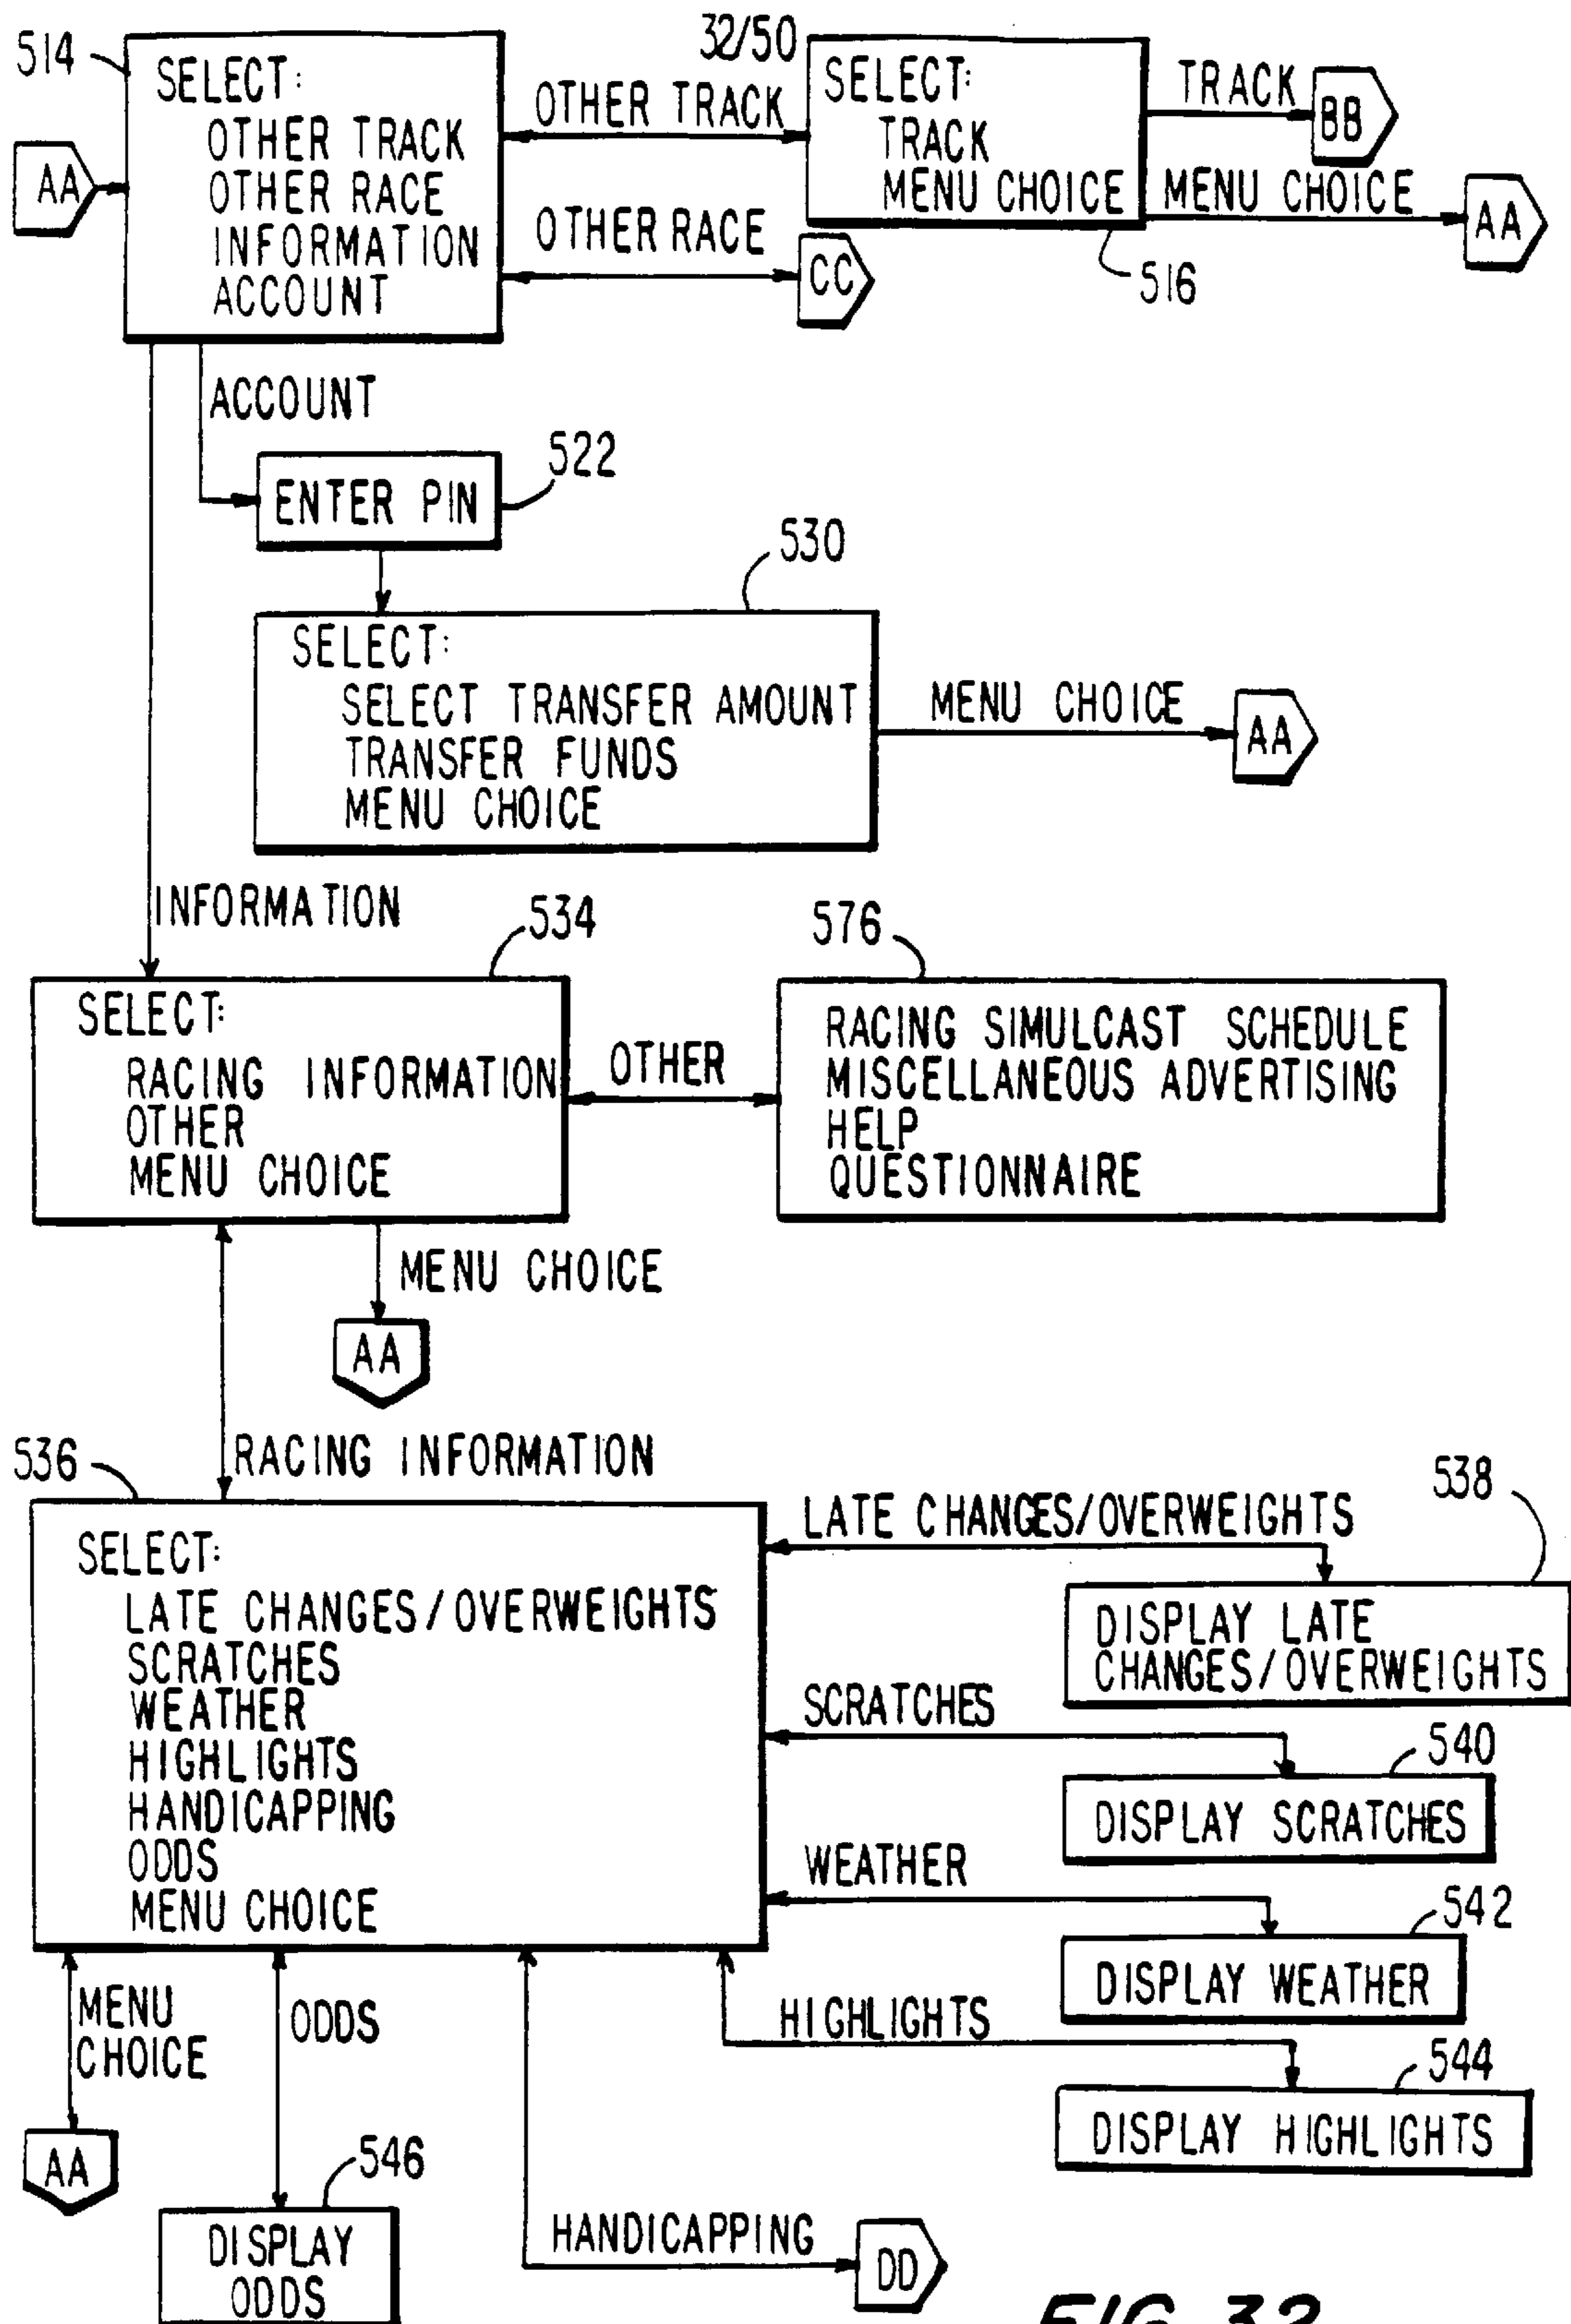 514
32/50
SELECT:
OTHER TRACK
OTHER RACE
INFORMATION
ACCOUNT
AA
OTHER TRACK
OTHER RACE
CC
SELECT:
TRACK
MENU CHOICE
TRACK
BB
MENU CHOICE
AA
516
ACCOUNT
ENTER PIN
522
530
SELECT:
SELECT TRANSFER AMOUNT
TRANSFER FUNDS
MENU CHOICE
MENU CHOICE
AA
INFORMATION
534
SELECT:
RACING INFORMATION
OTHER
MENU CHOICE
OTHER
576
RACING SIMULCAST SCHEDULE
MISCELLANEOUS ADVERTISING
HELP
QUESTIONNAIRE
MENU CHOICE
AA
RACING INFORMATION
536
SELECT:
LATE CHANGES/OVERWEIGHTS
SCRATCHES
WEATHER
HIGHLIGHTS
HANDICAPPING
ODDS
MENU CHOICE
LATE CHANGES/OVERWEIGHTS
538
DISPLAY LATE
CHANGES/OVERWEIGHTS
SCRATCHES
540
DISPLAY SCRATCHES
WEATHER
542
DISPLAY WEATHER
HIGHLIGHTS
544
DISPLAY HIGHLIGHTS
MENU
CHOICE
AA
ODDS
546
DISPLAY
ODDS
HANDICAPPING
DD
FIG. 32